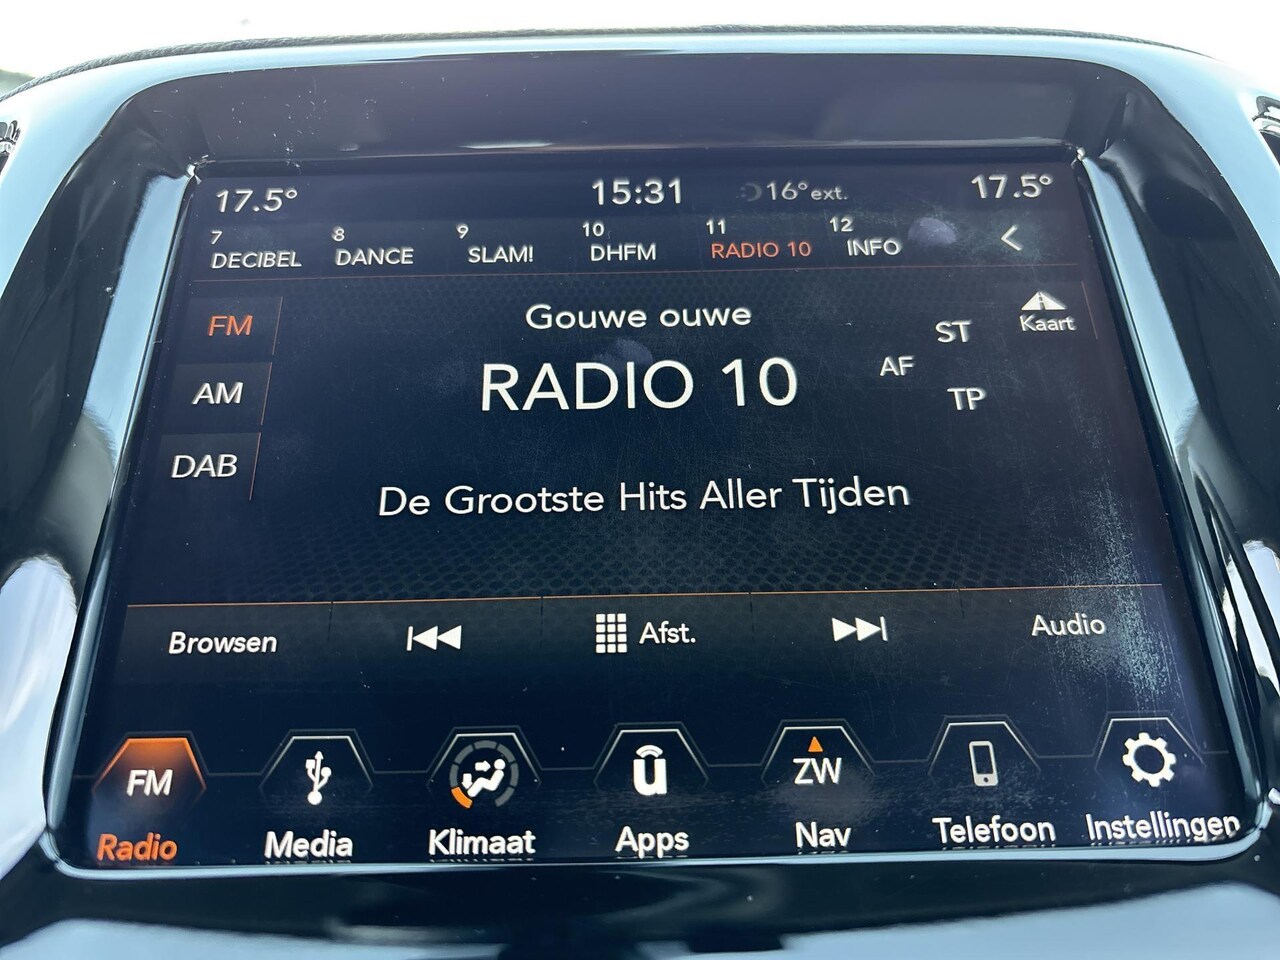 17.5° 15:31 16° ext. 17.5°
7 8 9 10 11 12
DECIBEL DANCE SLAM! DHFM RADIO 10 INFO
Gouwe ouwe
Kaart
FM
ST
RADIO 10
AF
AM
TP
DAB
De Grootste Hits Aller Tijden
Browsen Afst. Audio
FM ZW
Radio Media Klimaat Apps Nav Telefoon Instellingen